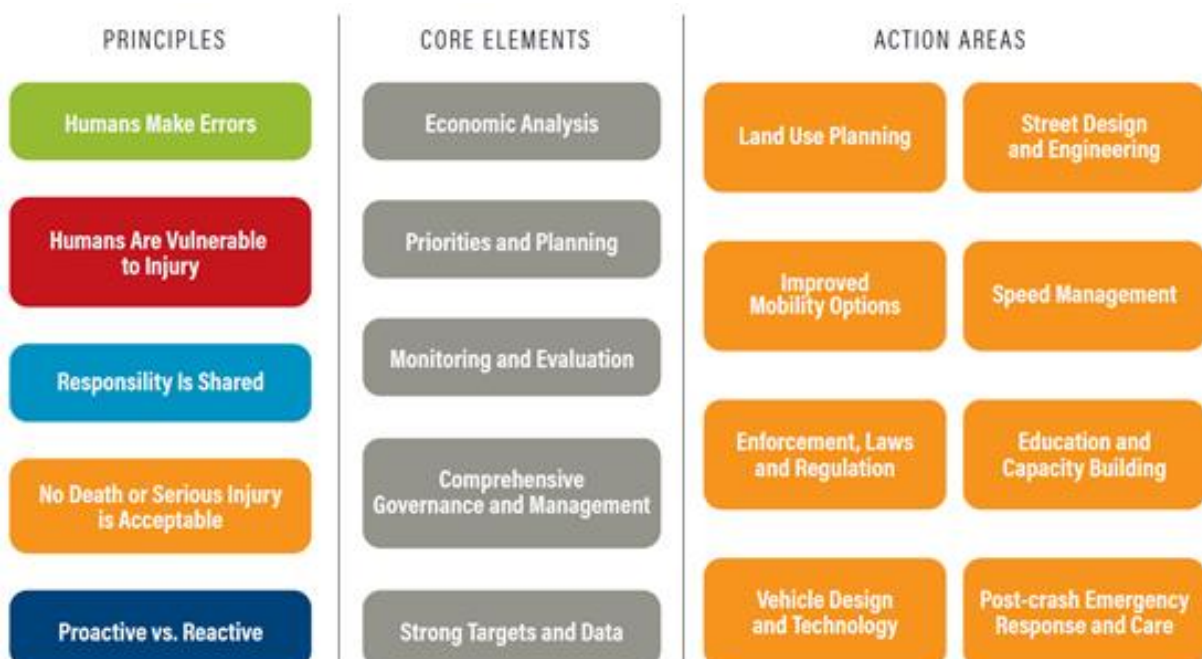 PRINCIPLES
Humans Make Errors
Humans Are Vulnerable
to Injury
Responsility Is Shared
No Death or Serious Injury
is Acceptable
Proactive vs. Reactive
CORE ELEMENTS
Economic Analysis
Priorities and Planning
Monitoring and Evaluation
Comprehensive
Governance and Management
Strong Targets and Data
ACTION AREAS
Land Use Planning
Street Design
and Engineering
Improved
Mobility Options
Speed Management
Enforcement, Laws
and Regulation
Education and
Capacity Building
Vehicle Design
and Technology
Post-crash Emergency
Response and Care